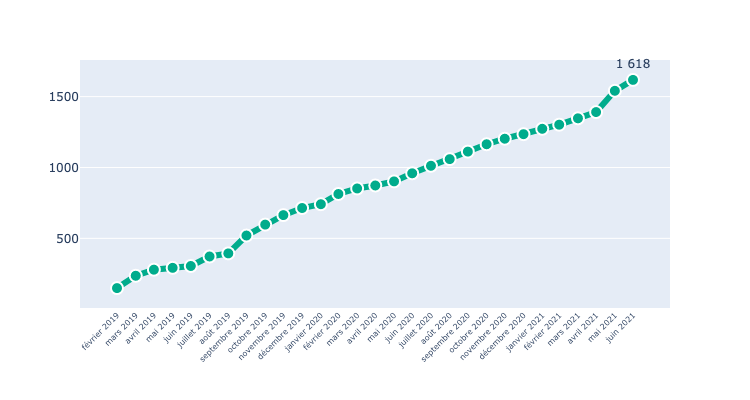 1 618
1500
1000
500
février 2019
mars 2019
avril 2019
mai 2019
juin 2019
juillet 2019
août 2019
septembre 2019
octobre 2019
novembre 2019
décembre 2019
janvier 2020
février 2020
mars 2020
avril 2020
mai 2020
juin 2020
juillet 2020
août 2020
septembre 2020
octobre 2020
novembre 2020
décembre 2020
janvier 2021
février 2021
mars 2021
avril 2021
mai 2021
juin 2021